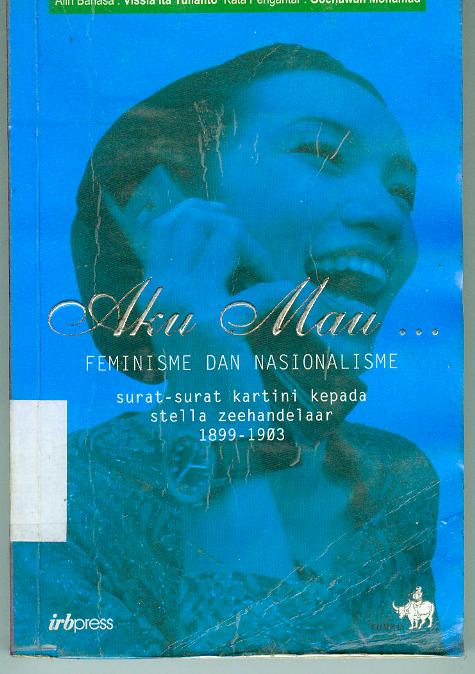 Alih Bahasa : Vissia Ita Yulianto Kata Pengantar : Goenawan Mohamad
Aku Mau ...
FEMINISME DAN NASIONALISME
surat-surat kartini kepada
stella zeehandelaar
1899-1903
irbpress